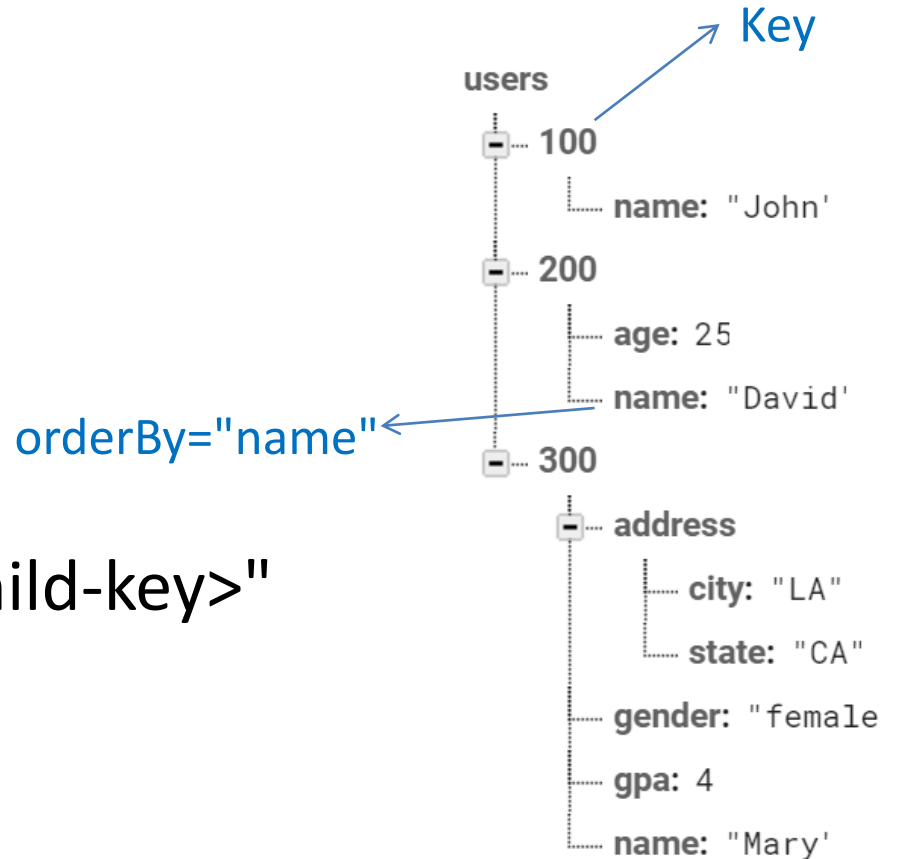 Key
users
100
name: "John'
200
age: 25
name: "David'
orderBy="name"
300
address
ild-key>"
city: "LA"
state: "CA"
gender: "female
gpa: 4
name: "Mary'